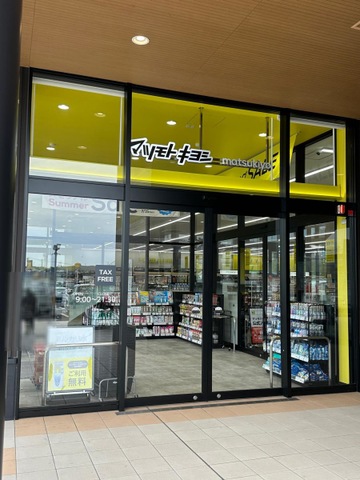 マツモトキヨシ
matsukiyo
Summer
TAX
FREE
9:00~21:30
ご利用
無料